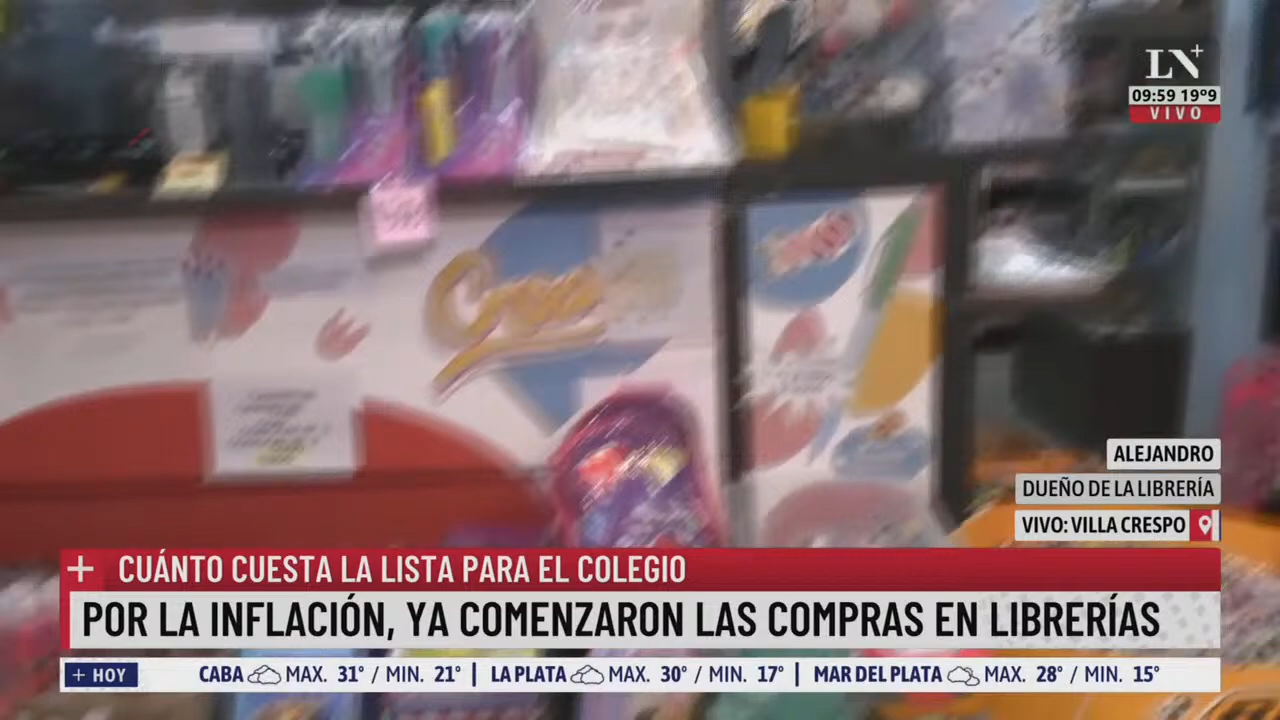 LN+
09:59 19°9
VIVO
ALEJANDRO
DUEÑO DE LA LIBRERÍA
VIVO: VILLA CRESPO
+ CUÁNTO CUESTA LA LISTA PARA EL COLEGIO
POR LA INFLACIÓN, YA COMENZARON LAS COMPRAS EN LIBRERÍAS
+ HOY CABA MAX. 31° / MIN. 21° | LA PLATA MAX. 30° / MIN. 17° | MAR DEL PLATA MAX. 28° / MIN. 15°